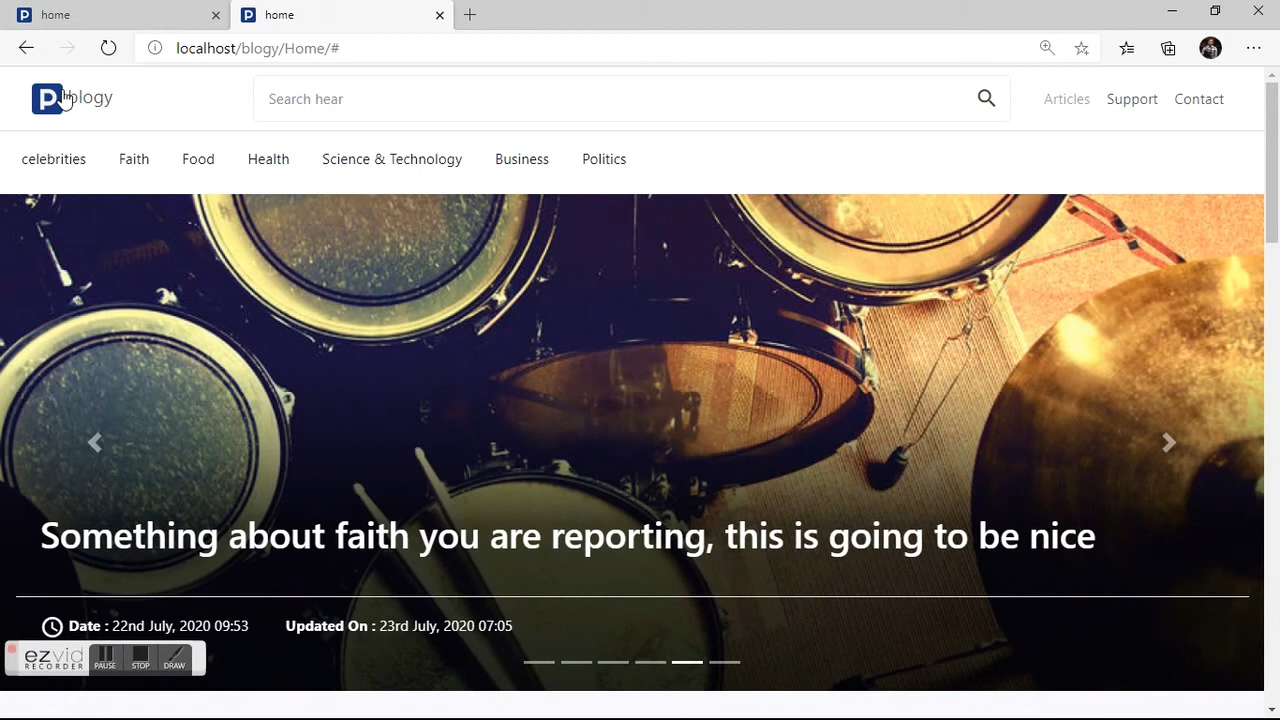 home
home
localhost/blogy/Home/#
P blogy
Search hear
Articles Support Contact
celebrities Faith Food Health Science & Technology Business Politics
Something about faith you are reporting, this is going to be nice
Date : 22nd July, 2020 09:53 Updated On : 23rd July, 2020 07:05
ezvid
RECORDER
PAUSE STOP DRAW